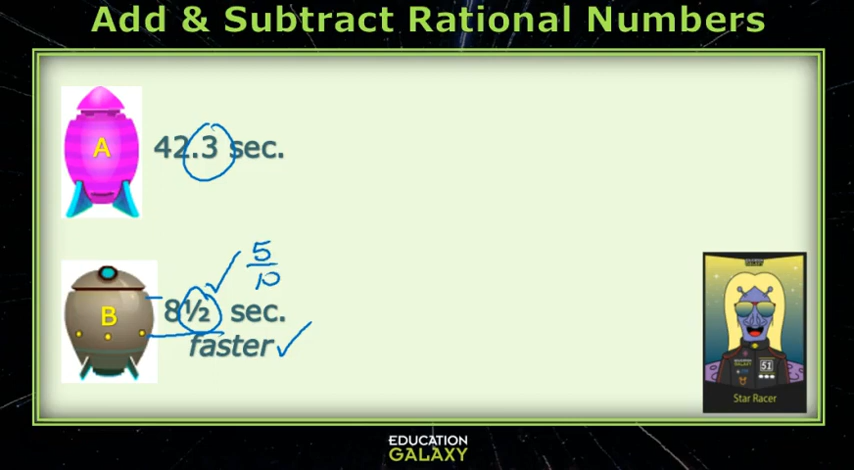 Add & Subtract Rational Numbers
A
42.3 sec.
5/10
B
8½ sec.
faster
51
Star Racer
EDUCATION
GALAXY